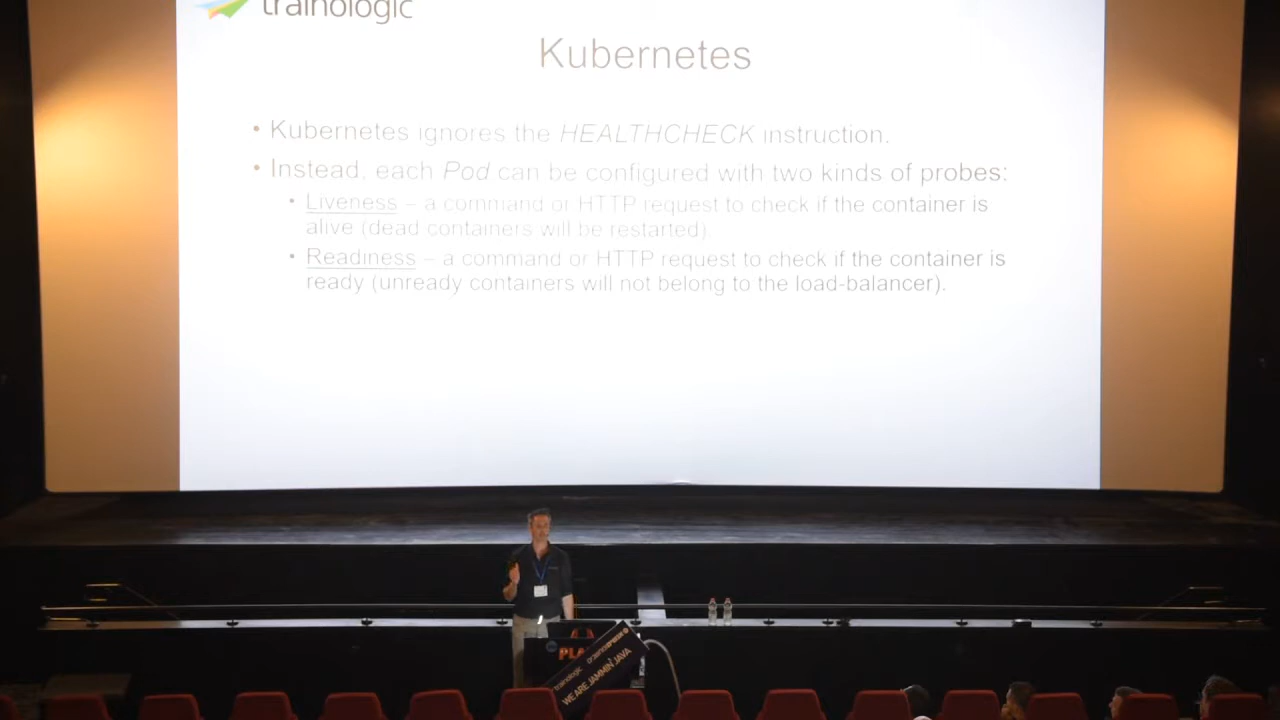 trainologic
Kubernetes
• Kubernetes ignores the HEALTHCHECK instruction.
• Instead, each Pod can be configured with two kinds of probes:
• Liveness – a command or HTTP request to check if the container is
alive (dead containers will be restarted)
• Readiness – a command or HTTP request to check if the container is
ready (unready containers will not belong to the load-balancer).
PLA
trainologic
WE ARE JAMMIN' JAVA